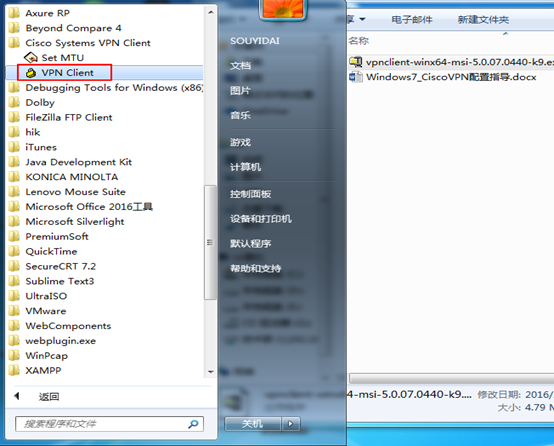 Axure RP
Beyond Compare 4
Cisco Systems VPN Client
Set MTU
VPN Client
Debugging Tools for Windows (x86)
Dolby
FileZilla FTP Client
hik
iTunes
Java Development Kit
KONICA MINOLTA
Lenovo Mouse Suite
Microsoft Office 2016工具
Microsoft Silverlight
PremiumSoft
QuickTime
SecureCRT 7.2
Sublime Text3
UltraISO
VMware
WebComponents
webplugin.exe
WinPcap
XAMPP
返回
搜索程序和文件
SOUYIDAI
文档
图片
音乐
游戏
计算机
控制面板
设备和打印机
默认程序
帮助和支持
关机
电子邮件
新建文件夹
名称
vpnclient-winx64-msi-5.0.07.0440-k9.ex
Windows7_CiscoVPN配置指导.docx
4-msi-5.0.07.0440-k9....
修改日期: 2016/
大小: 4.79 M